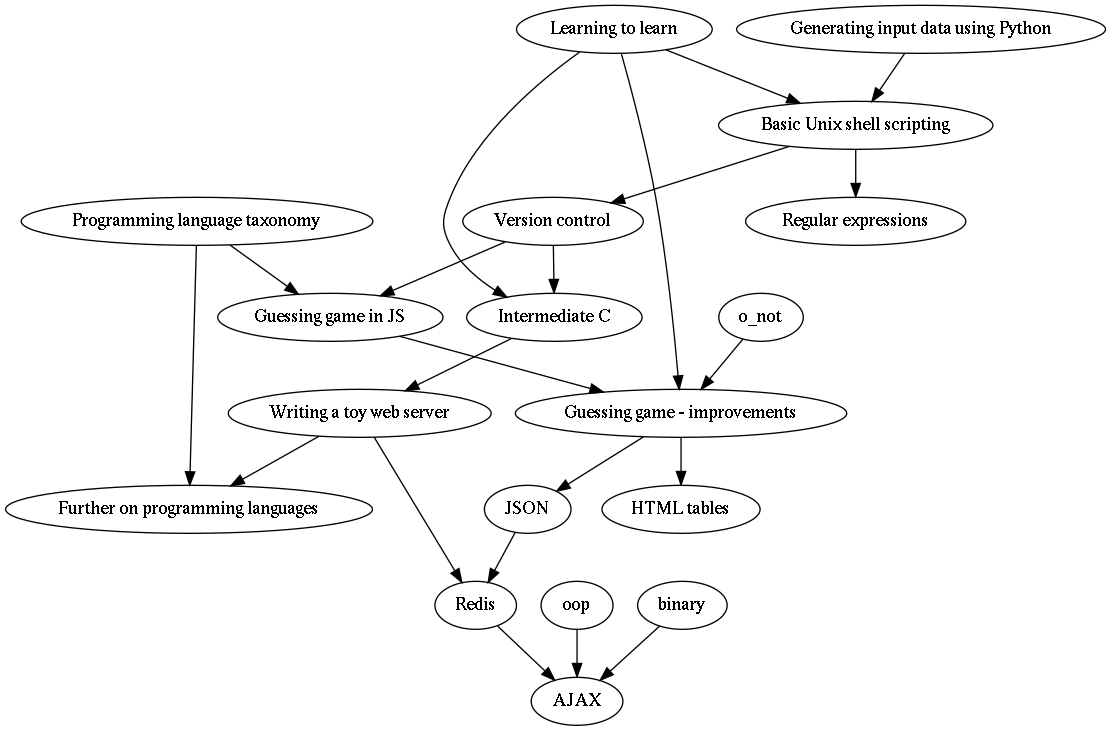 Learning to learn
Generating input data using Python
Basic Unix shell scripting
Programming language taxonomy
Version control
Regular expressions
Guessing game in JS
Intermediate C
o_not
Writing a toy web server
Guessing game - improvements
Further on programming languages
JSON
HTML tables
Redis
oop
binary
AJAX